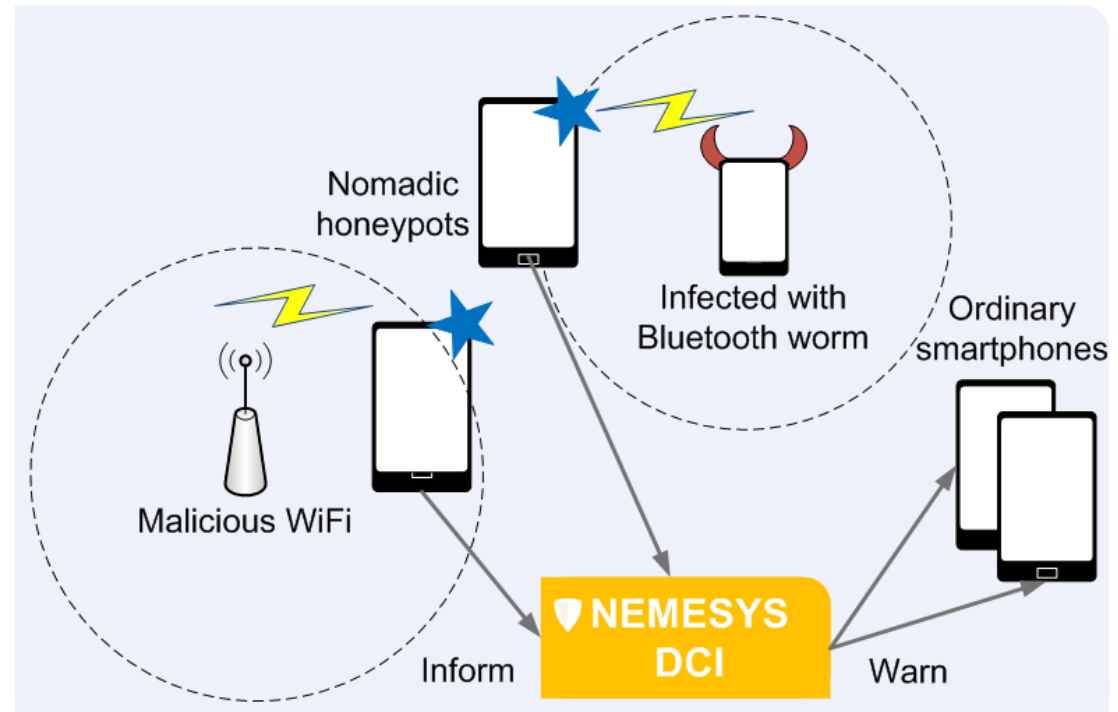 Nomadic
honeypots
Infected with
Bluetooth worm
Ordinary
smartphones
Malicious WiFi
NEMESYS
DCI
Inform
Warn